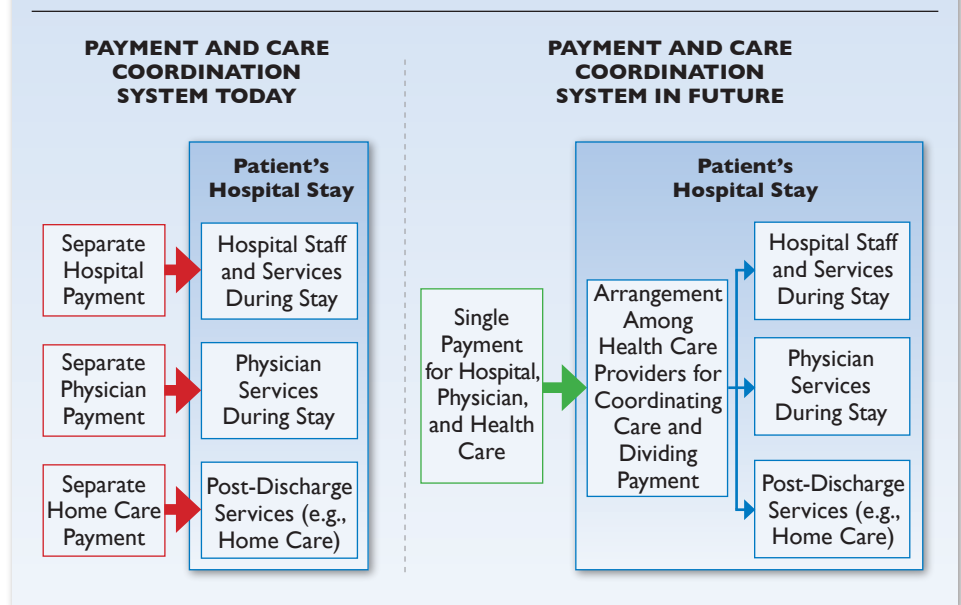 PAYMENT AND CARE
COORDINATION
SYSTEM TODAY
Patient's
Hospital Stay
Separate
Hospital
Payment
Hospital Staff
and Services
During Stay
Separate
Physician
Payment
Physician
Services
During Stay
Separate
Home Care
Payment
Post-Discharge
Services (e.g.,
Home Care)
PAYMENT AND CARE
COORDINATION
SYSTEM IN FUTURE
Patient's
Hospital Stay
Single
Payment
for Hospital,
Physician,
and Health
Care
Arrangement
Among
Health Care
Providers for
Coordinating
Care and
Dividing
Payment
Hospital Staff
and Services
During Stay
Physician
Services
During Stay
Post-Discharge
Services (e.g.,
Home Care)